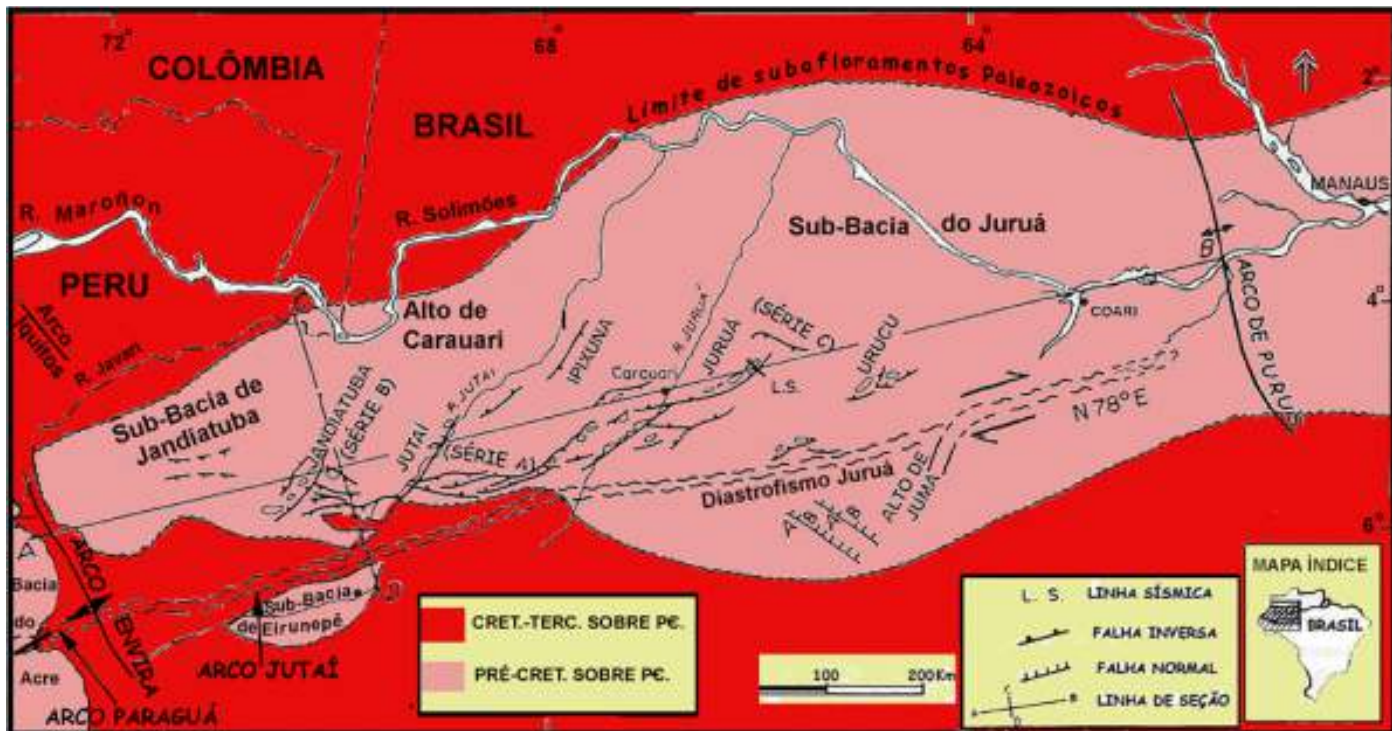 72°
68°
64°
COLÔMBIA
2°
BRASIL
Limite de subafloramentos Paleozoicos
R. Maroñon
R. Solimões
MANAUS
Sub-Bacia do Juruá
B
PERU
Arco
Iquitos
R. Javari
Alto de
Carauari
ARCO DE PURUS
4°
COARI
(SÉRIE C)
IPIXUNA
R. JURUÁ
JURUÁ
URUCU
Carauari
L.S.
R. JUTAI
Sub-Bacia de
Jandiatuba
JANDIATUBA
(SÉRIE B)
JUTAÍ
(SÉRIE A)
N 78° E
Diastrofismo Juruá
ALTO DE
JUMA
A
B
A
B
6°
A
ARCO ENVIRA
Bacia
do
Acre
Sub-Bacia
de Eirunepê
D
ARCO JUTAÍ
ARCO PARAGUÁ
CRET.-TERC. SOBRE P€.
PRÉ-CRET. SOBRE P€.
100
200Km
L. S. LINHA SÍSMICA
FALHA INVERSA
FALHA NORMAL
A C D B LINHA DE SEÇÃO
MAPA ÍNDICE
BRASIL